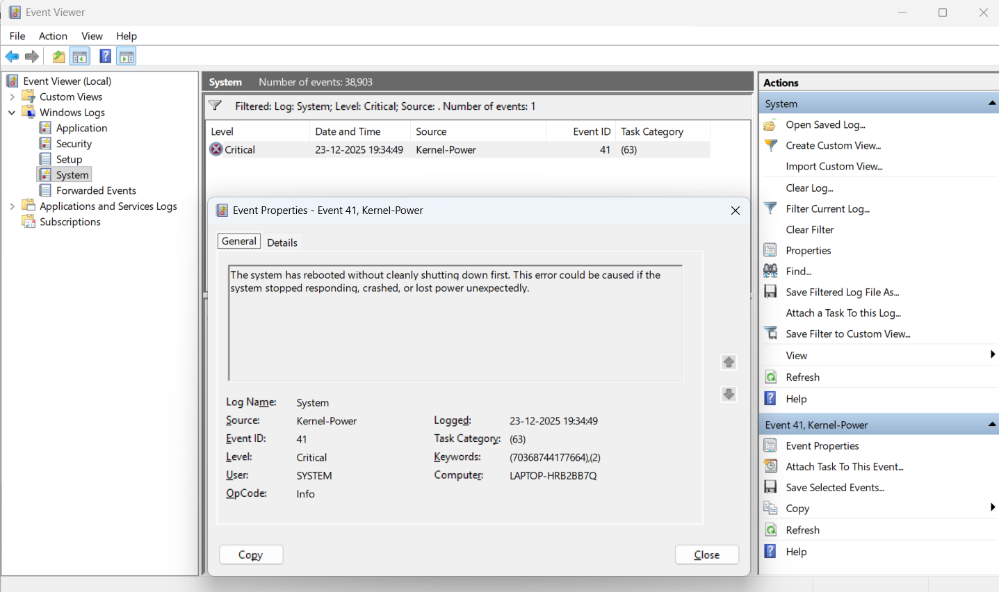 Event Viewer
File Action View Help
Event Viewer (Local)
Custom Views
Windows Logs
Application
Security
Setup
System
Forwarded Events
Applications and Services Logs
Subscriptions
System Number of events: 38,903
Filtered: Log: System; Level: Critical; Source: . Number of events: 1
Level Date and Time Source Event ID Task Category
Critical 23-12-2025 19:34:49 Kernel-Power 41 (63)
Event Properties - Event 41, Kernel-Power
General Details
The system has rebooted without cleanly shutting down first. This error could be caused if the
system stopped responding, crashed, or lost power unexpectedly.
Log Name: System
Source: Kernel-Power Logged: 23-12-2025 19:34:49
Event ID: 41 Task Category: (63)
Level: Critical Keywords: (70368744177664),(2)
User: SYSTEM Computer: LAPTOP-HRB2BB7Q
OpCode: Info
Copy Close
Actions
System
Open Saved Log...
Create Custom View...
Import Custom View...
Clear Log...
Filter Current Log...
Clear Filter
Properties
Find...
Save Filtered Log File As...
Attach a Task To this Log...
Save Filter to Custom View...
View
Refresh
Help
Event 41, Kernel-Power
Event Properties
Attach Task To This Event...
Save Selected Events...
Copy
Refresh
Help